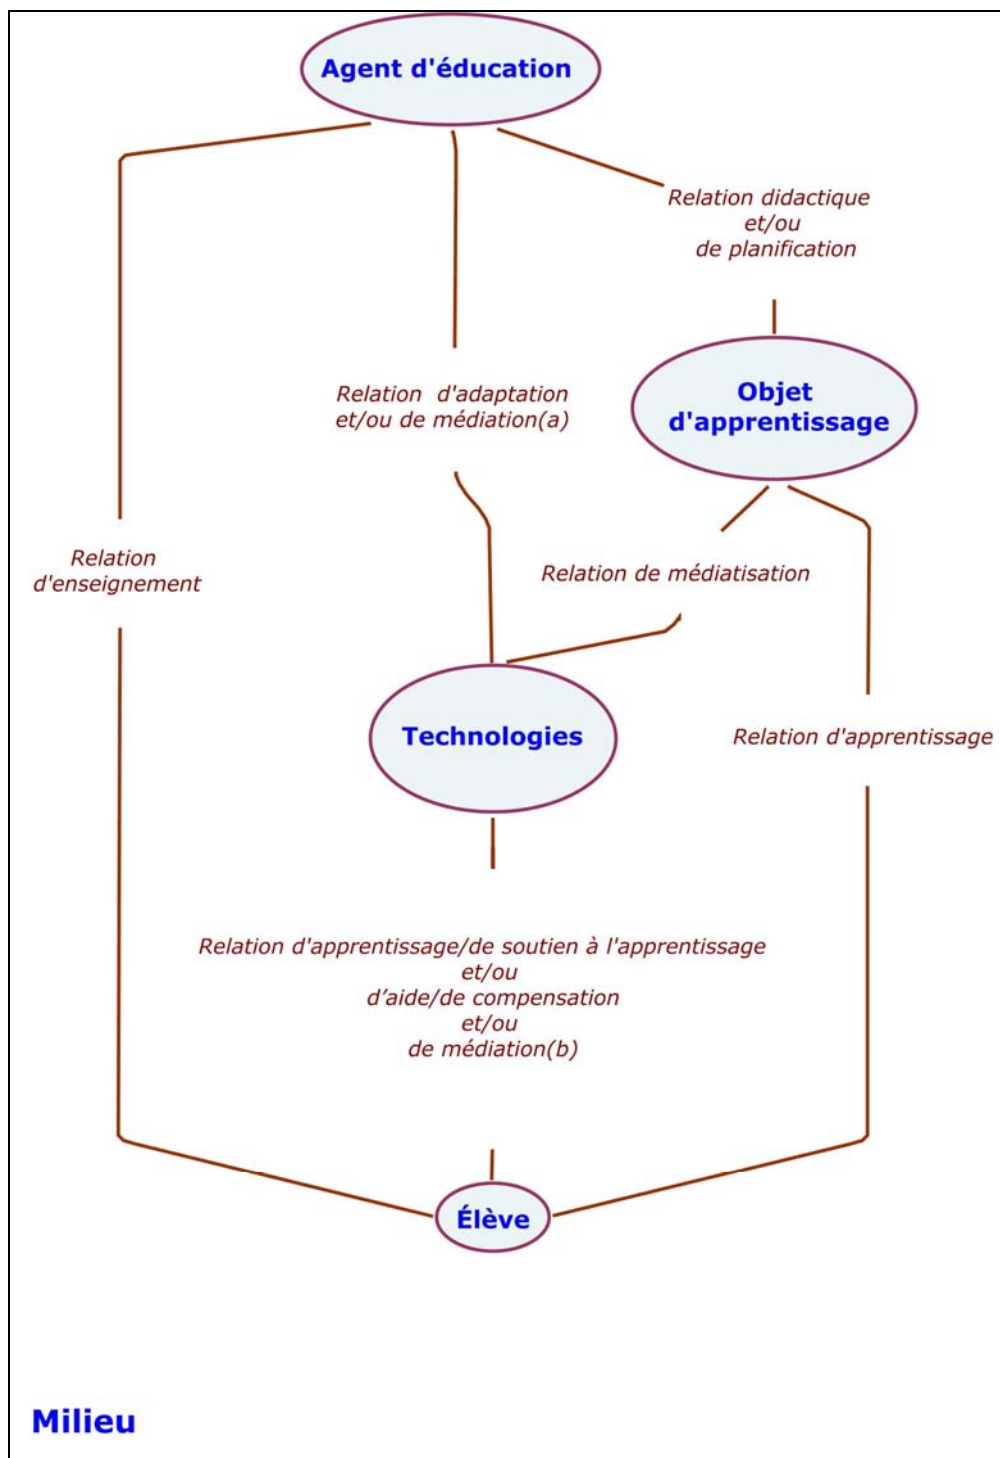 Agent d'éducation
Relation didactique
et/ou
de planification
Relation d'adaptation
et/ou de médiation(a)
Objet
d'apprentissage
Relation
d'enseignement
Relation de médiatisation
Technologies
Relation d'apprentissage
Relation d'apprentissage/de soutien à l'apprentissage
et/ou
d’aide/de compensation
et/ou
de médiation(b)
Élève
Milieu